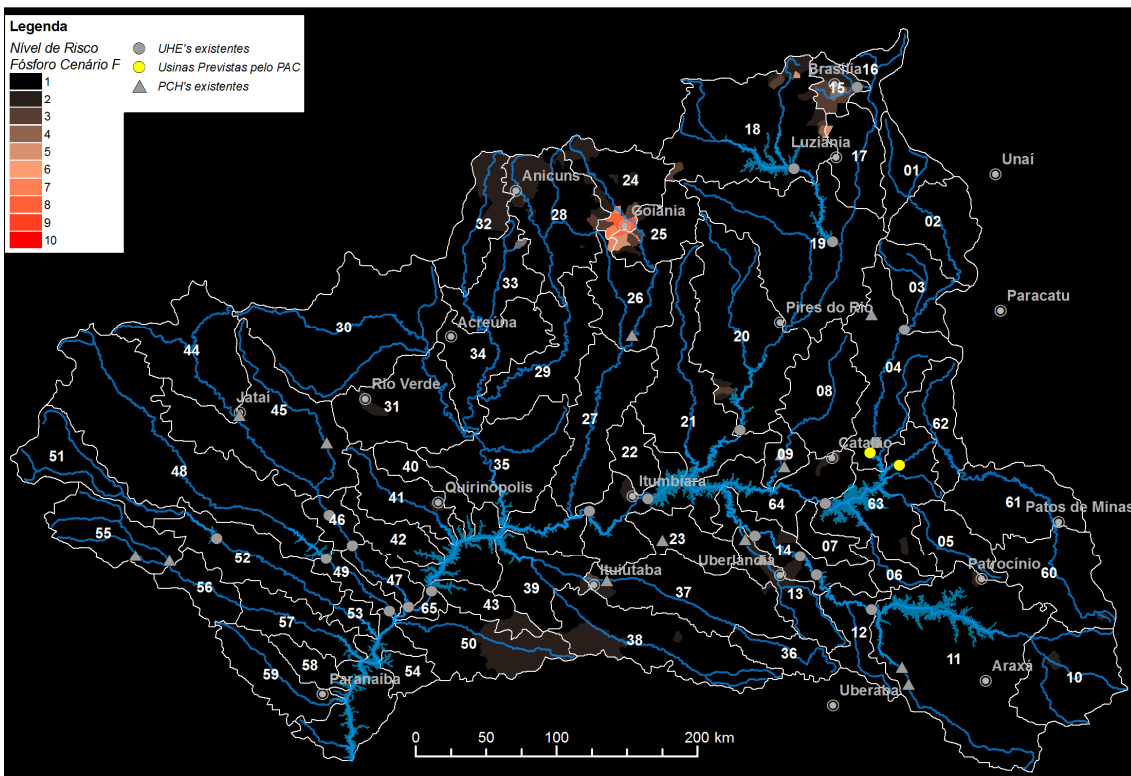 Legenda
Nível de Risco
Fósforo Cenário F
1
2
3
4
5
6
7
8
9
10
UHE's existentes
Usinas Previstas pelo PAC
PCH's existentes
16
Brasília
15
18
Luziânia
17
Unaí
01
Anicuns
24
28
Goiânia
02
32
25
19
33
03
26
Paracatu
30
Pires do Rio
Acreúna
20
44
34
04
29
Rio Verde
08
31
Jataí
45
27
21
62
Catalão
22
09
35
40
51
48
Itumbiara
Quirinópolis
41
64
63
61
Patos de Minas
46
55
42
23
05
14
07
52
Uberlândia
49
Ituiutaba
Patrocínio
06
60
47
56
39
37
13
65
43
53
12
57
38
50
36
11
58
54
Araxá
59
Paranaíba
10
Uberaba
0 50 100 200 km